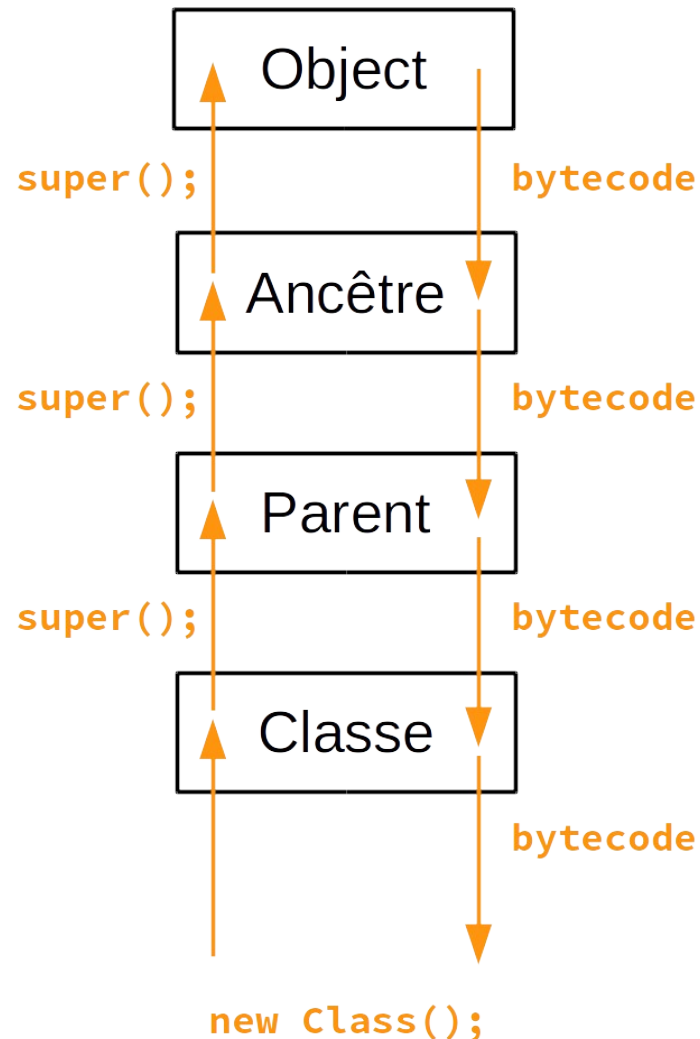 Object
super(); bytecode
Ancêtre
super(); bytecode
Parent
super(); bytecode
Classe
bytecode
new Class();